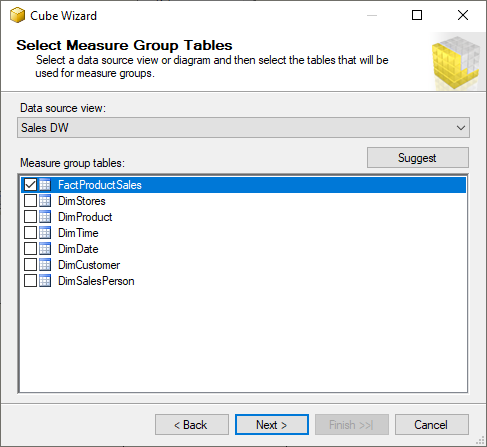 Cube Wizard
Select Measure Group Tables
Select a data source view or diagram and then select the tables that will be
used for measure groups.
Data source view:
Sales DW
Measure group tables:
Suggest
FactProductSales
DimStores
DimProduct
DimTime
DimDate
DimCustomer
DimSalesPerson
< Back
Next >
Finish >>|
Cancel